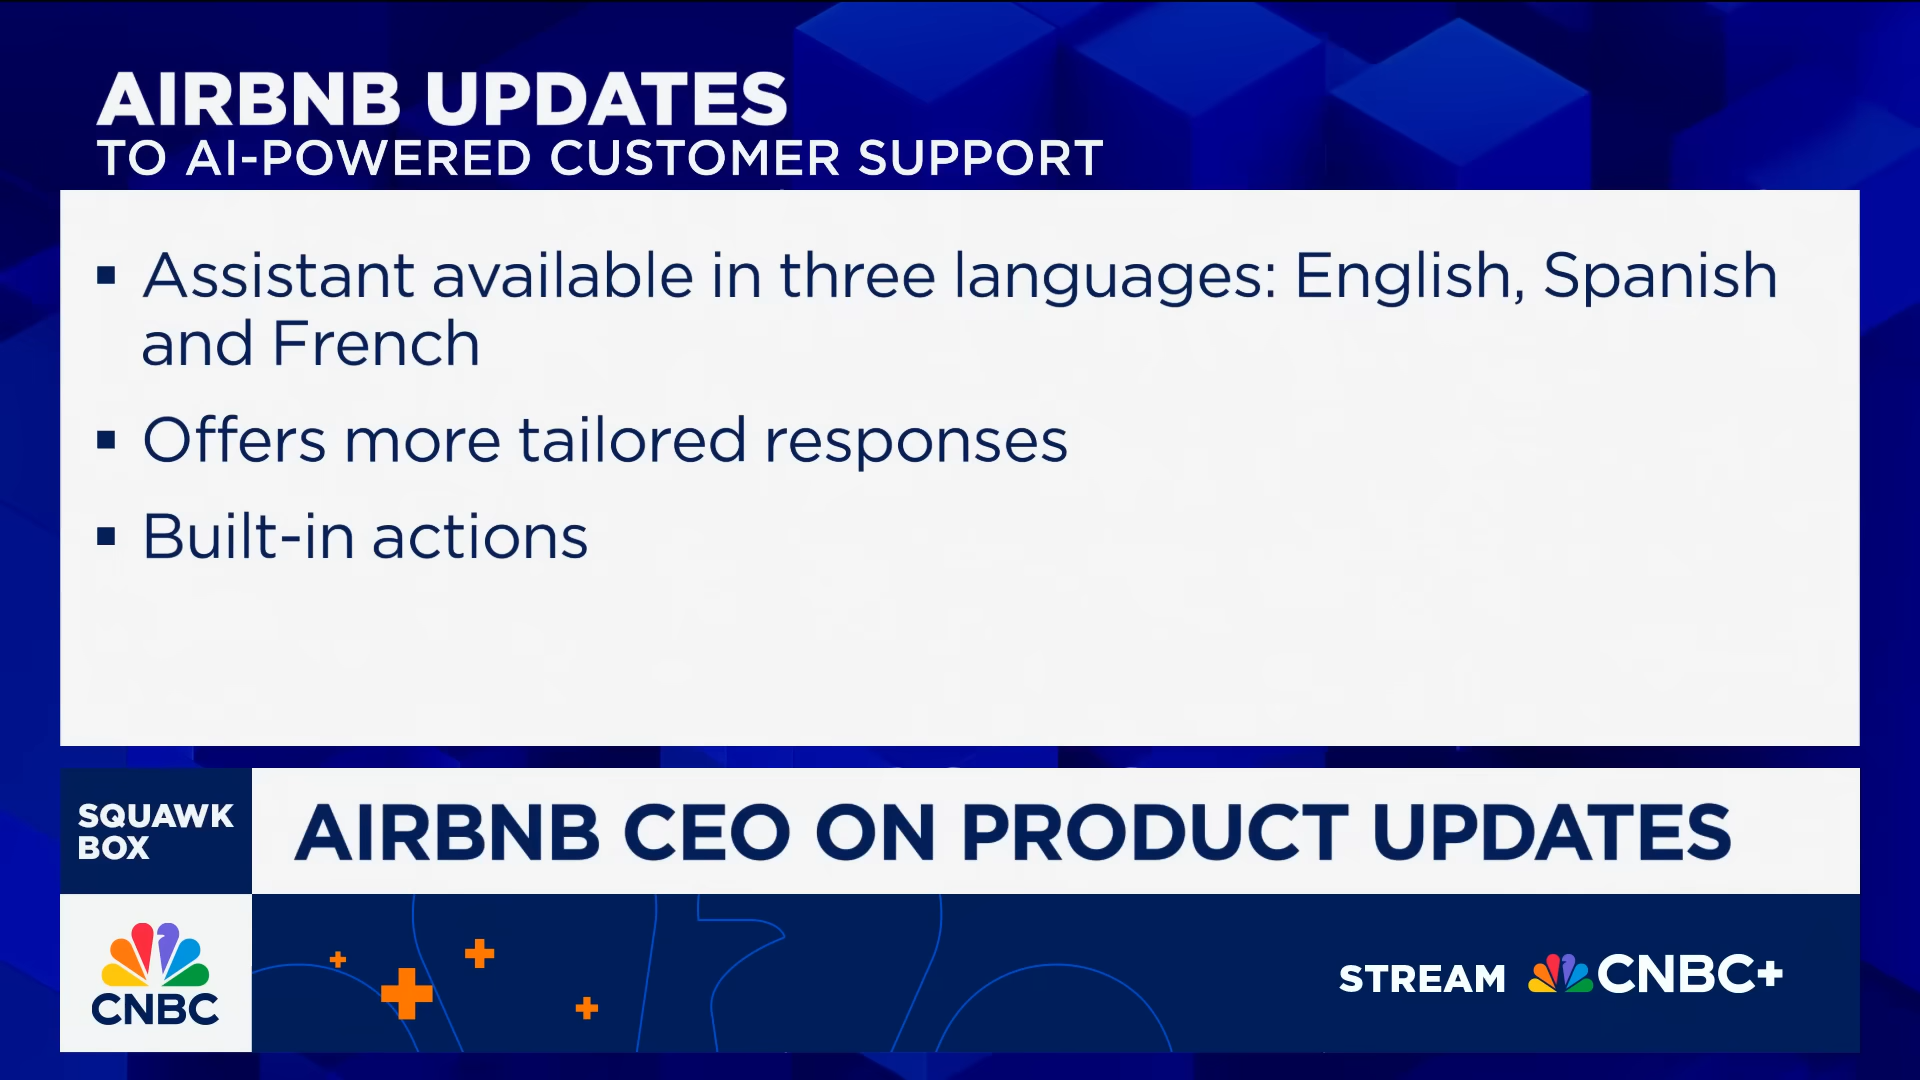 AIRBNB UPDATES
TO AI-POWERED CUSTOMER SUPPORT
▪ Assistant available in three languages: English, Spanish
and French
▪ Offers more tailored responses
▪ Built-in actions
SQUAWK
BOX
AIRBNB CEO ON PRODUCT UPDATES
CNBC
STREAM CNBC+